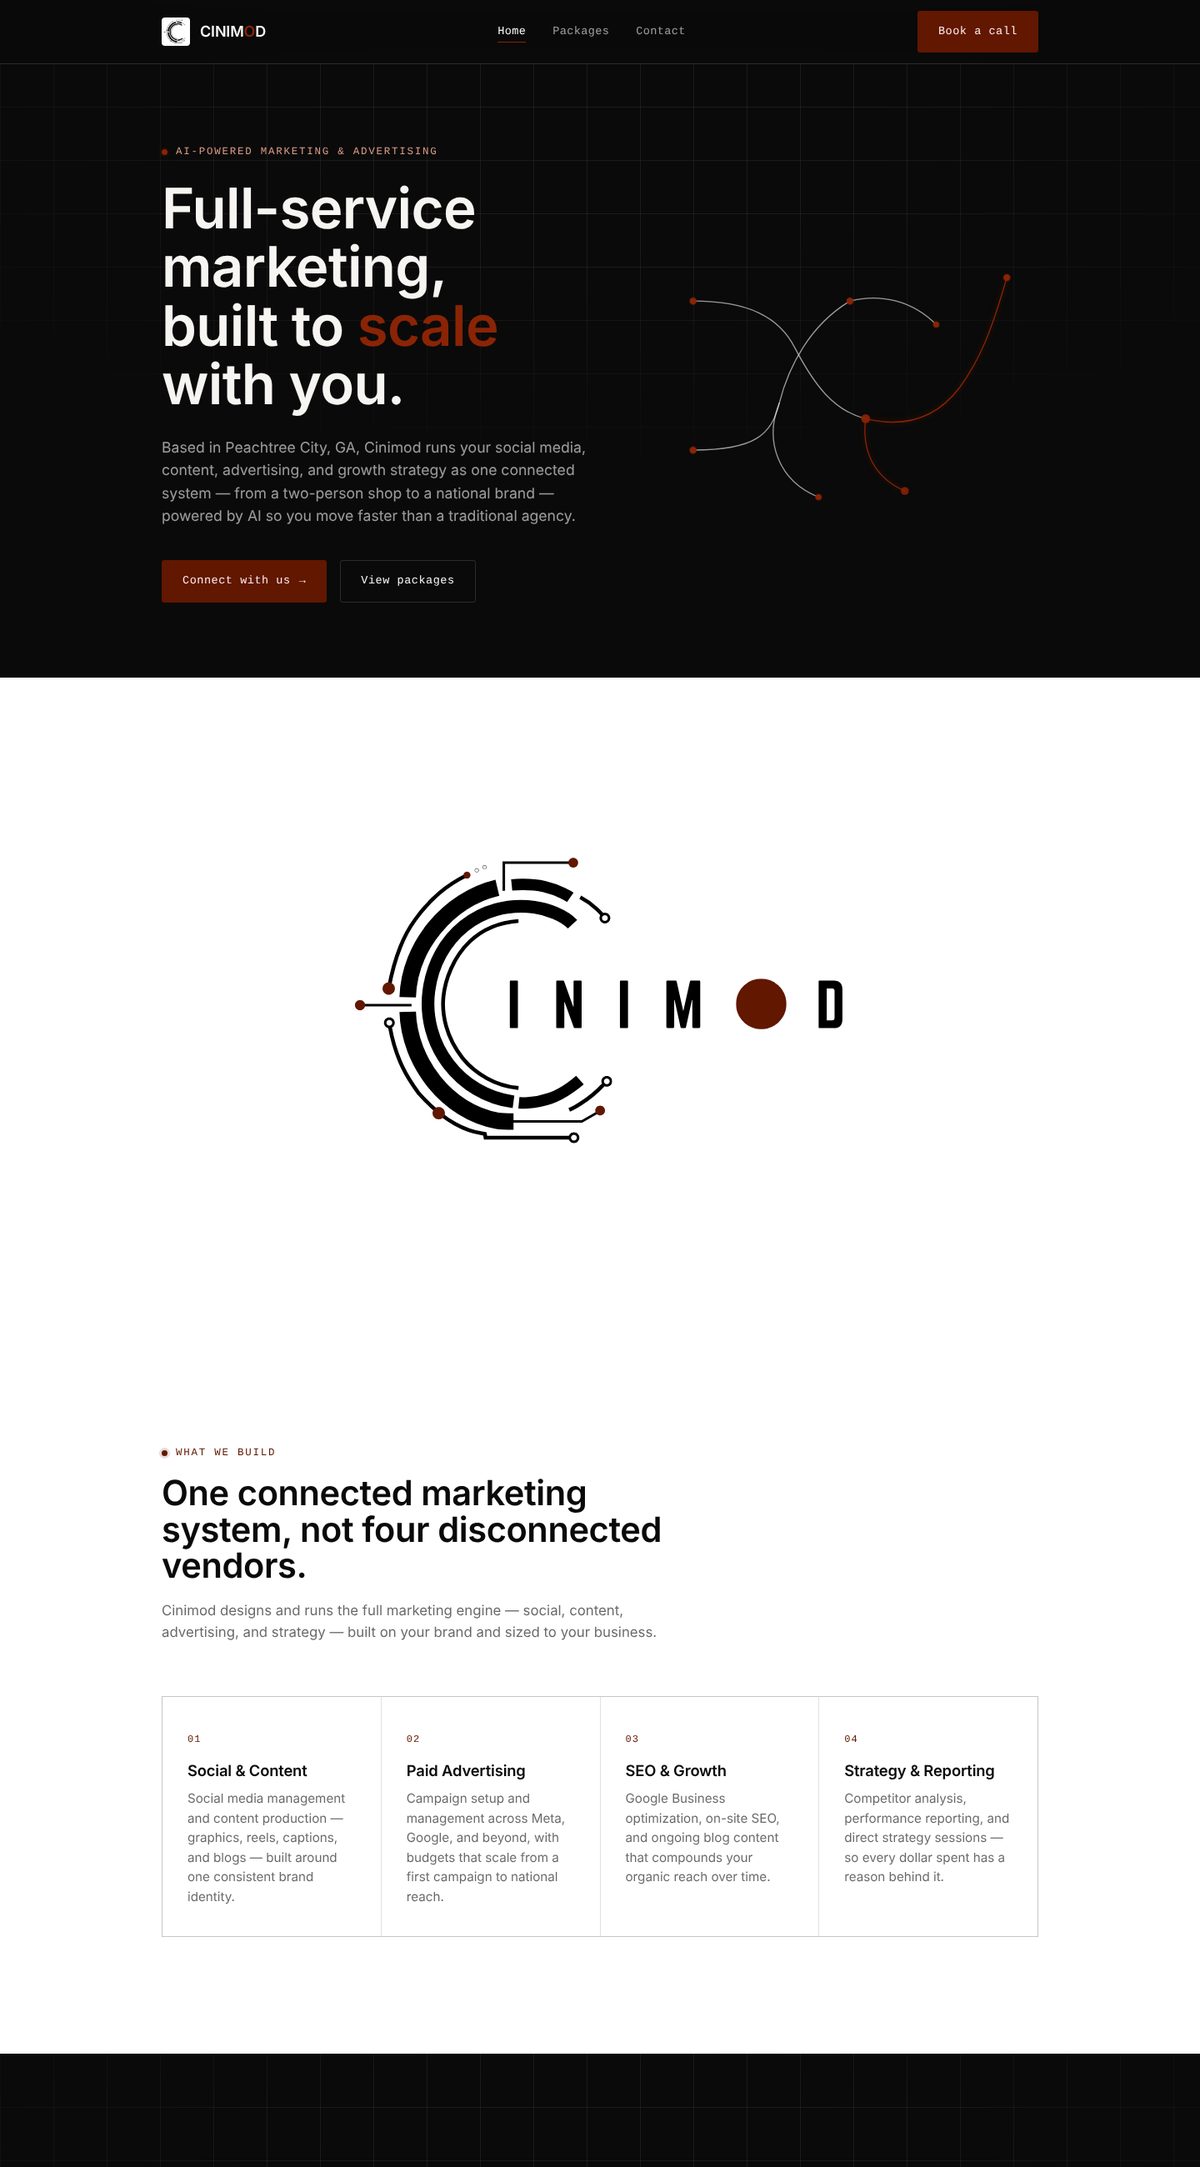 CINIMOD
Home
Packages
Contact
Book a call
AI-POWERED MARKETING & ADVERTISING
Full-service
marketing,
built to scale
with you.
Based in Peachtree City, GA, Cinimod runs your social media,
content, advertising, and growth strategy as one connected
system — from a two-person shop to a national brand —
powered by AI so you move faster than a traditional agency.
Connect with us →
View packages
CINIMOD
WHAT WE BUILD
One connected marketing
system, not four disconnected
vendors.
Cinimod designs and runs the full marketing engine — social, content,
advertising, and strategy — built on your brand and sized to your business.
01
Social & Content
Social media management
and content production —
graphics, reels, captions,
and blogs — built around
one consistent brand
identity.
02
Paid Advertising
Campaign setup and
management across Meta,
Google, and beyond, with
budgets that scale from a
first campaign to national
reach.
03
SEO & Growth
Google Business
optimization, on-site SEO,
and ongoing blog content
that compounds your
organic reach over time.
04
Strategy & Reporting
Competitor analysis,
performance reporting, and
direct strategy sessions —
so every dollar spent has a
reason behind it.